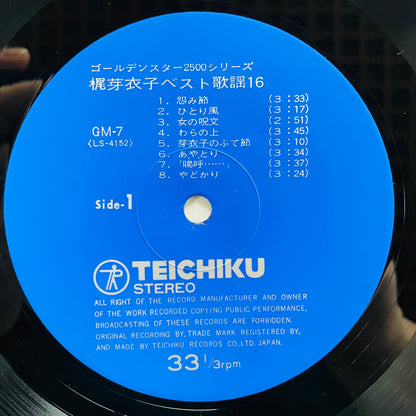 ゴールデンスター2500シリーズ
梶芽衣子ベスト歌謡16
GM-7
《LS-4152》
1. 怨み節 (3:33)
2. ひとり風 (3:17)
3. 女の呪文 (2:51)
4. わらの上 (3:45)
5. 芽衣子のふて節 (3:10)
6. あやとり (3:34)
7. 「嗚呼……」 (3:37)
8. やどかり (3:24)
Side-1
TEICHIKU
STEREO
ALL RIGHT OF THE RECORD MANUFACTURER AND OWNER
OF THE WORK RECORDED COPYING PUBLIC PERFORMANCE,
BROADCASTING OF THESE RECORDS ARE FORBIDDEN.
ORIGINAL RECORDING BY, TRADE MARK REGISTERED BY,
AND MADE BY TEICHIKU RECORDS CO., LTD. JAPAN.
33 1/3 rpm